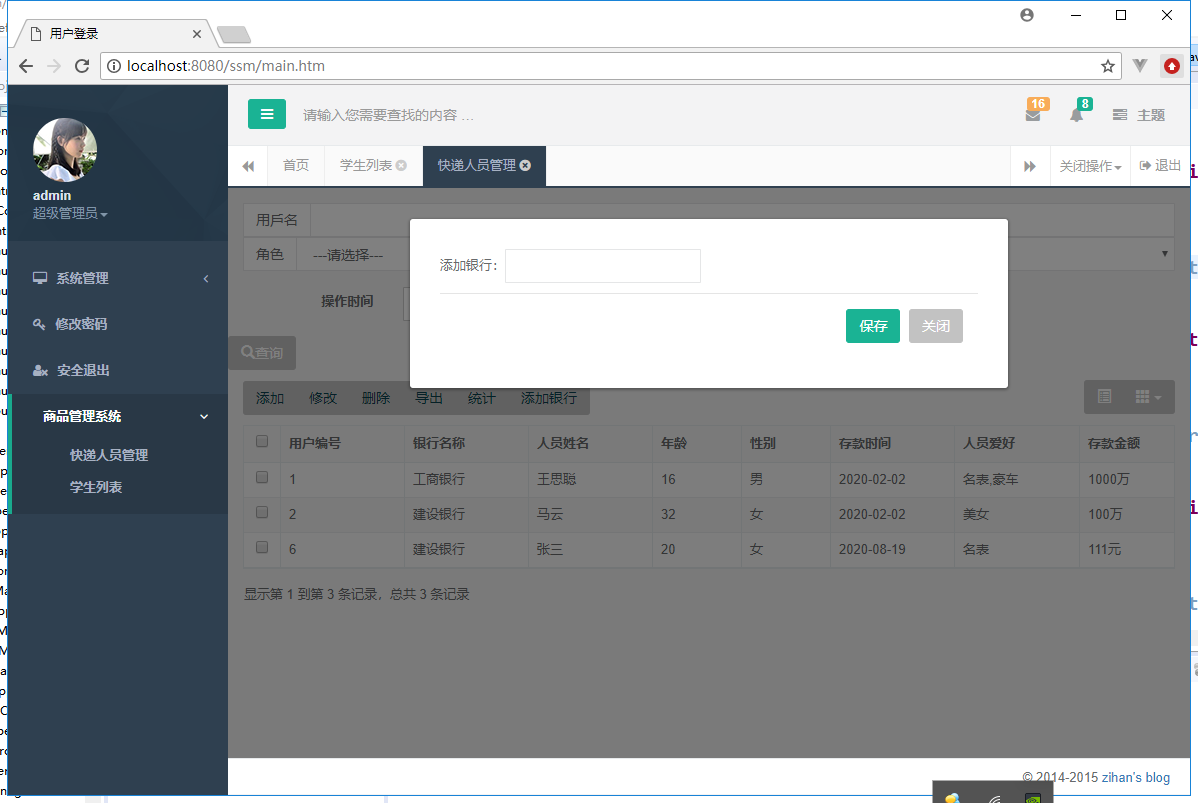 用户登录
localhost:8080/ssm/main.htm
admin
超级管理员
系统管理
修改密码
安全退出
商品管理系统
快递人员管理
学生列表
请输入您需要查找的内容 …
16
8
主题
首页
学生列表
快递人员管理
关闭操作
退出
用戶名
角色
---请选择---
操作时间
查询
添加银行:
保存
关闭
添加 修改 删除 导出 统计 添加银行
用户编号 银行名称 人员姓名 年龄 性别 存款时间 人员爱好 存款金额
1 工商银行 王思聪 16 男 2020-02-02 名表,豪车 1000万
2 建设银行 马云 32 女 2020-02-02 美女 100万
6 建设银行 张三 20 女 2020-08-19 名表 111元
显示第 1 到第 3 条记录，总共 3 条记录
© 2014-2015 zihan's blog